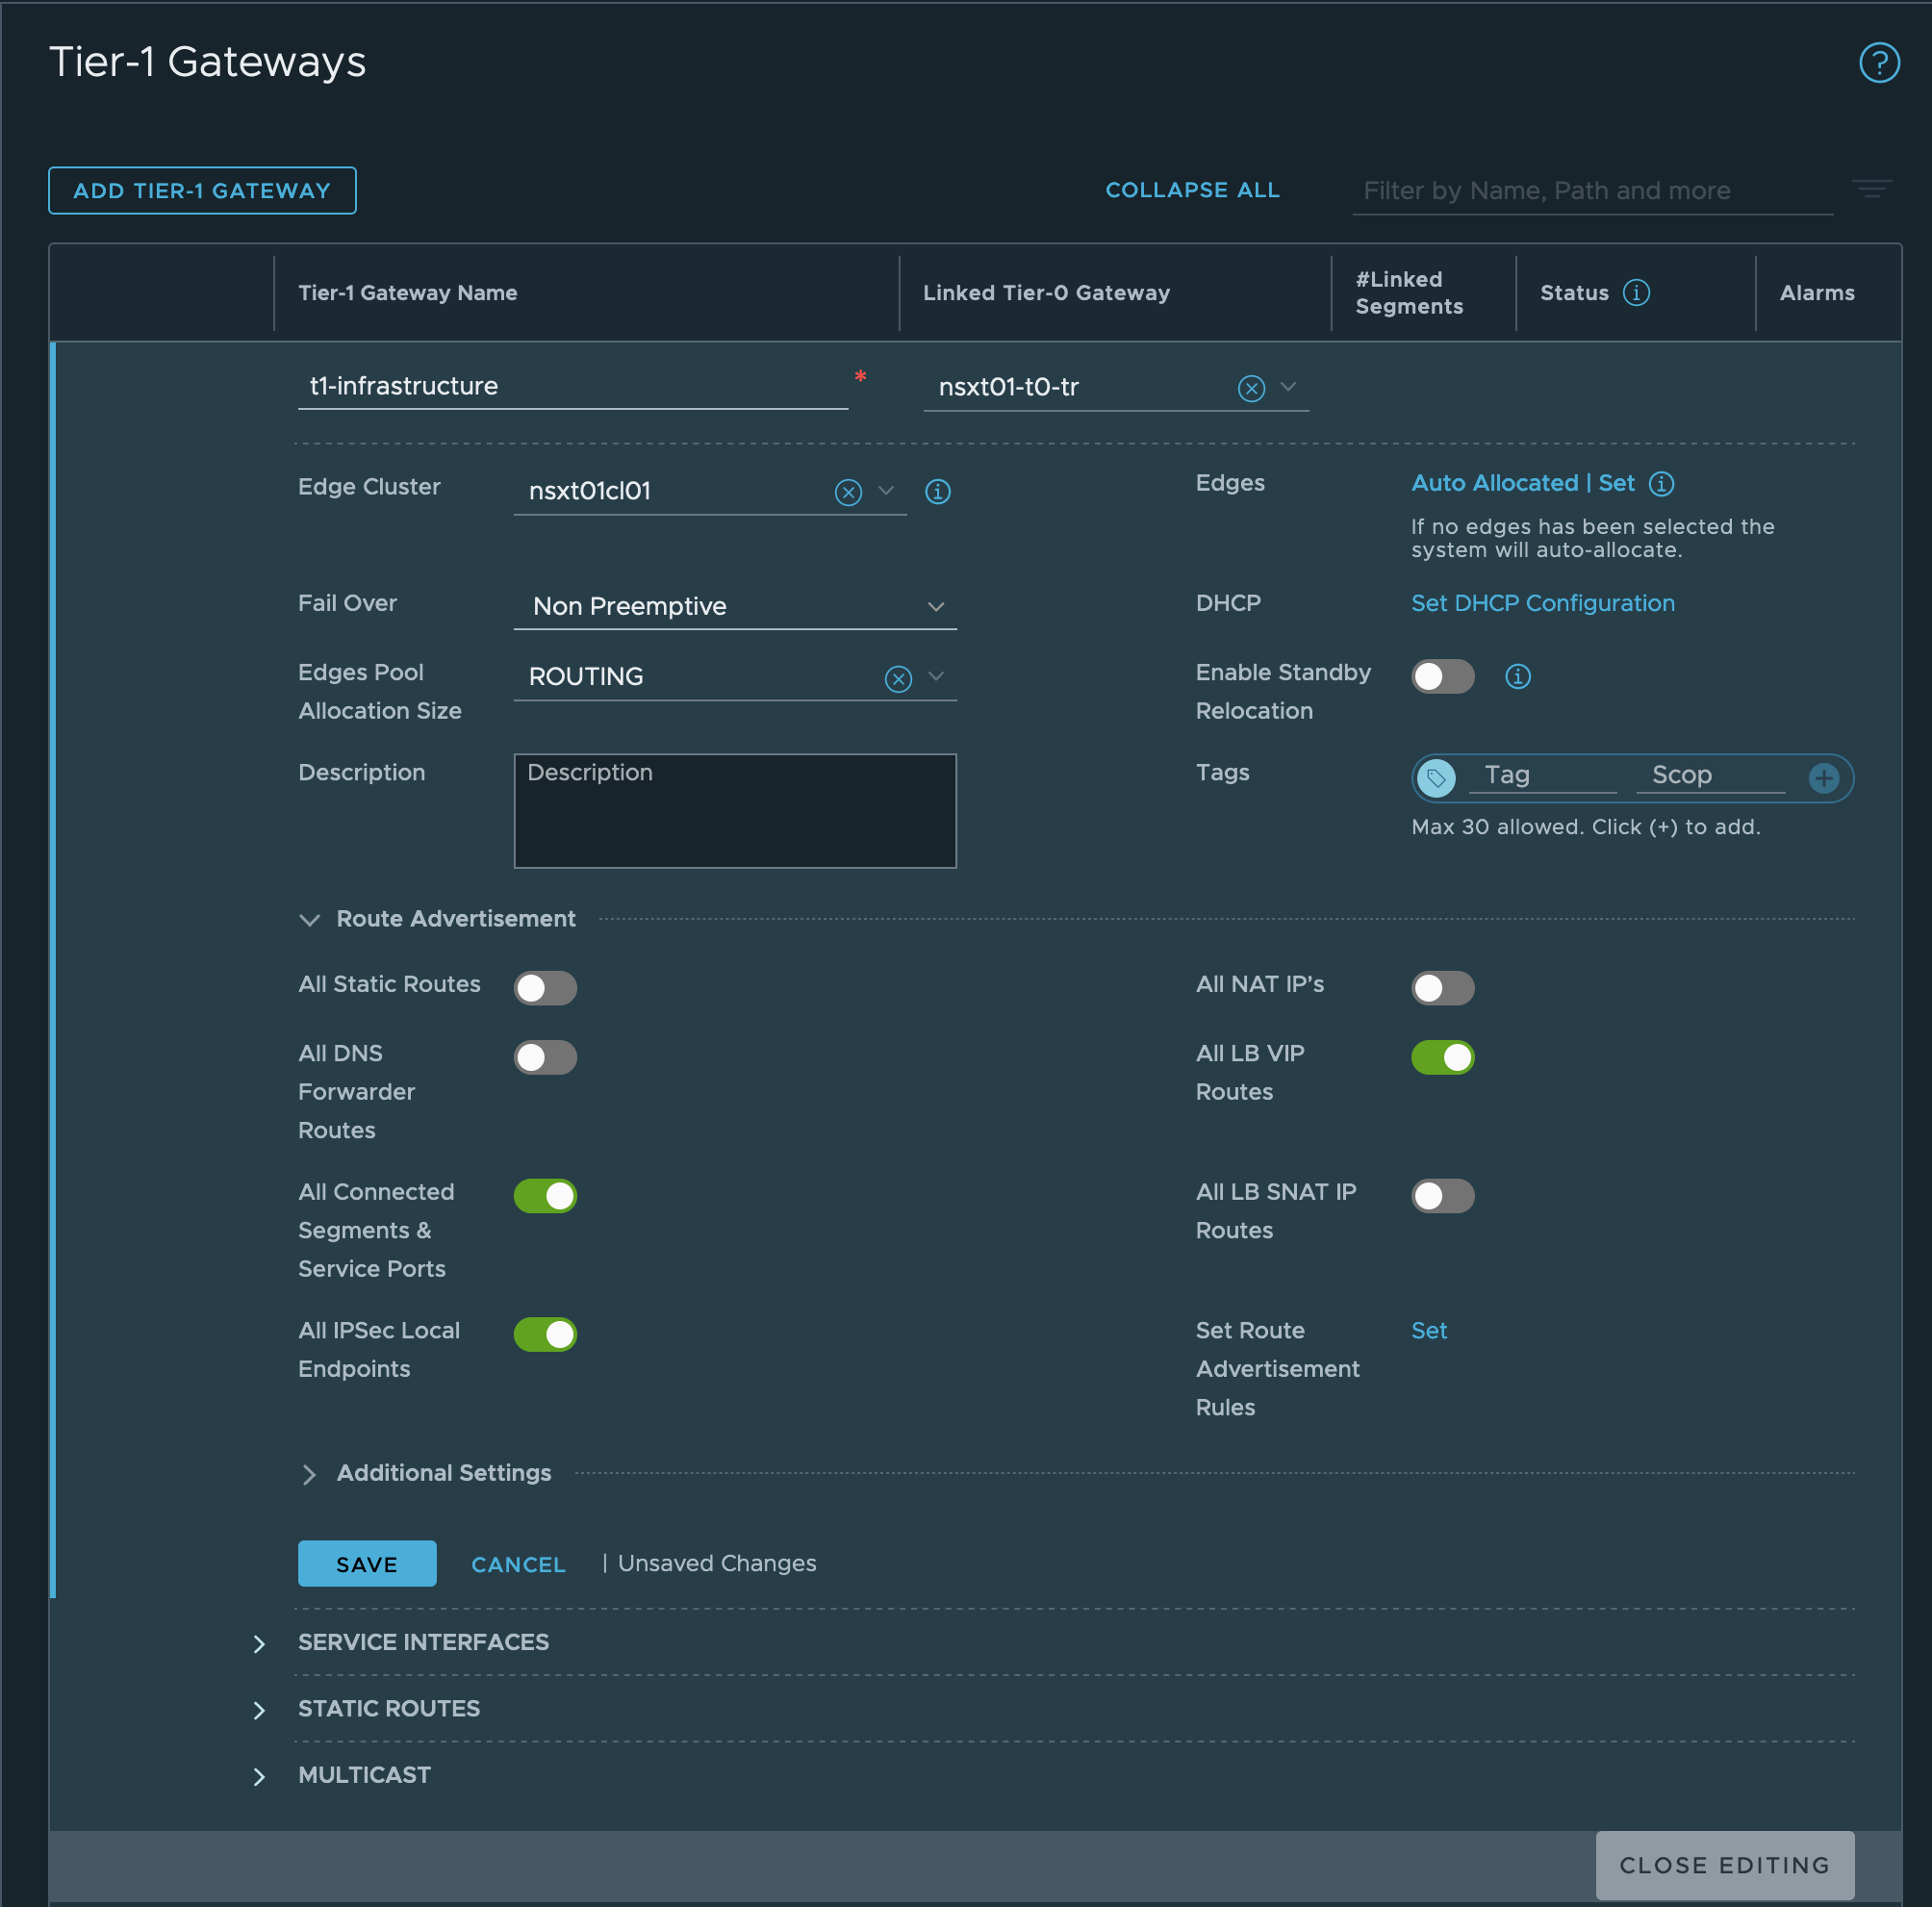 Tier-1 Gateways
ADD TIER-1 GATEWAY
COLLAPSE ALL
Filter by Name, Path and more
Tier-1 Gateway Name
Linked Tier-0 Gateway
#Linked
Segments
Status
Alarms
t1-infrastructure *
nsxt01-t0-tr
Edge Cluster
nsxt01cl01
Edges
Auto Allocated | Set
If no edges has been selected the
system will auto-allocate.
Fail Over
Non Preemptive
DHCP
Set DHCP Configuration
Edges Pool
Allocation Size
ROUTING
Enable Standby
Relocation
Description
Description
Tags
Tag
Scop
Max 30 allowed. Click (+) to add.
Route Advertisement
All Static Routes
All NAT IP's
All DNS
Forwarder
Routes
All LB VIP
Routes
All Connected
Segments &
Service Ports
All LB SNAT IP
Routes
All IPSec Local
Endpoints
Set Route
Advertisement
Rules
Set
Additional Settings
SAVE
CANCEL
| Unsaved Changes
SERVICE INTERFACES
STATIC ROUTES
MULTICAST
CLOSE EDITING